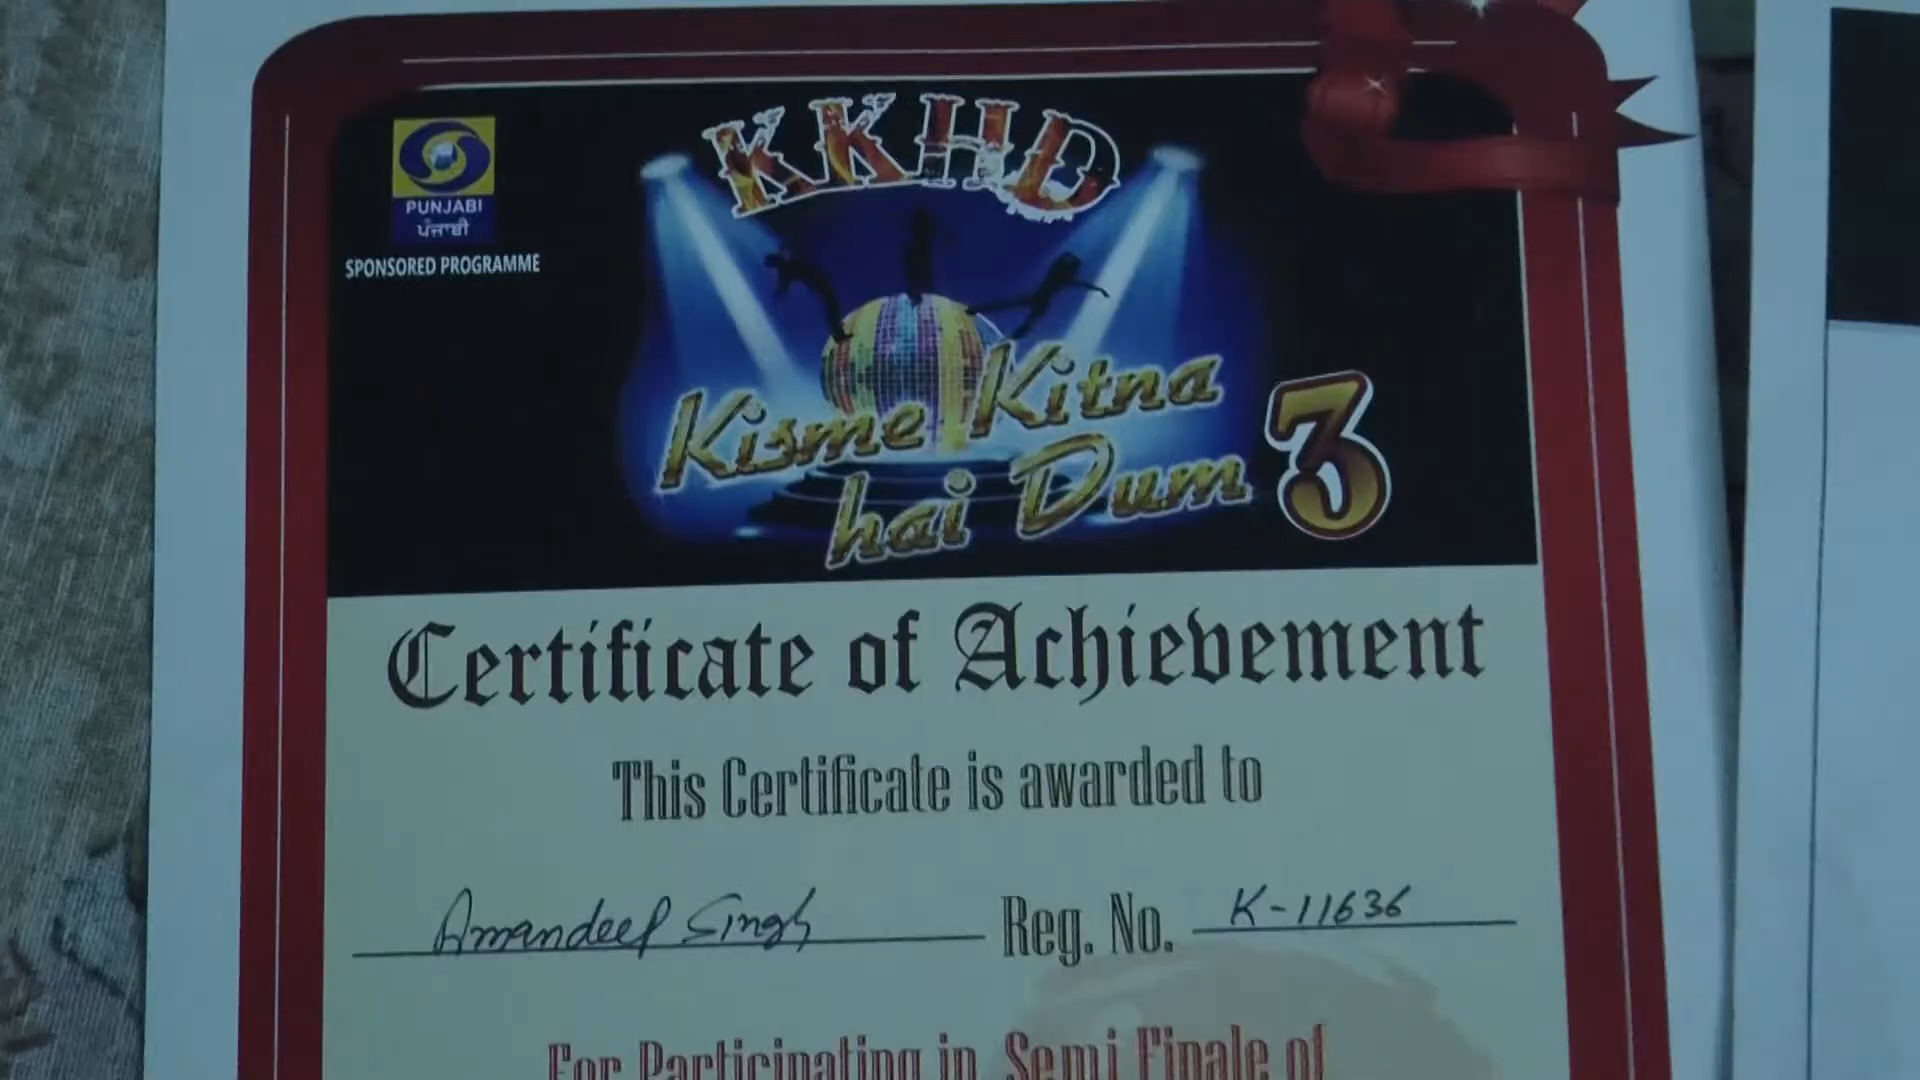 KKHD
PUNJABI
ਪੰਜਾਬੀ
SPONSORED PROGRAMME
Kisme Kitna
hai Dum 3
Certificate of Achievement
This Certificate is awarded to
Amandeep Singh Reg. No. K-11636
For Participating in Semi Finale of